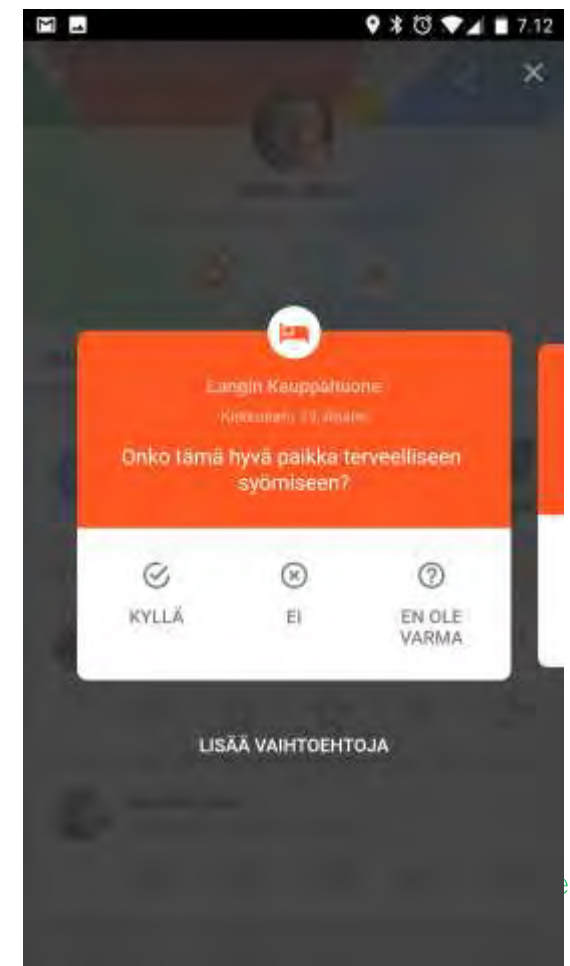 7.12
Langin Kauppahuone
Onko tämä hyvä paikka terveelliseen
syömiseen?
KYLLÄ
EI
EN OLE
VARMA
LISÄÄ VAIHTOEHTOJA
e